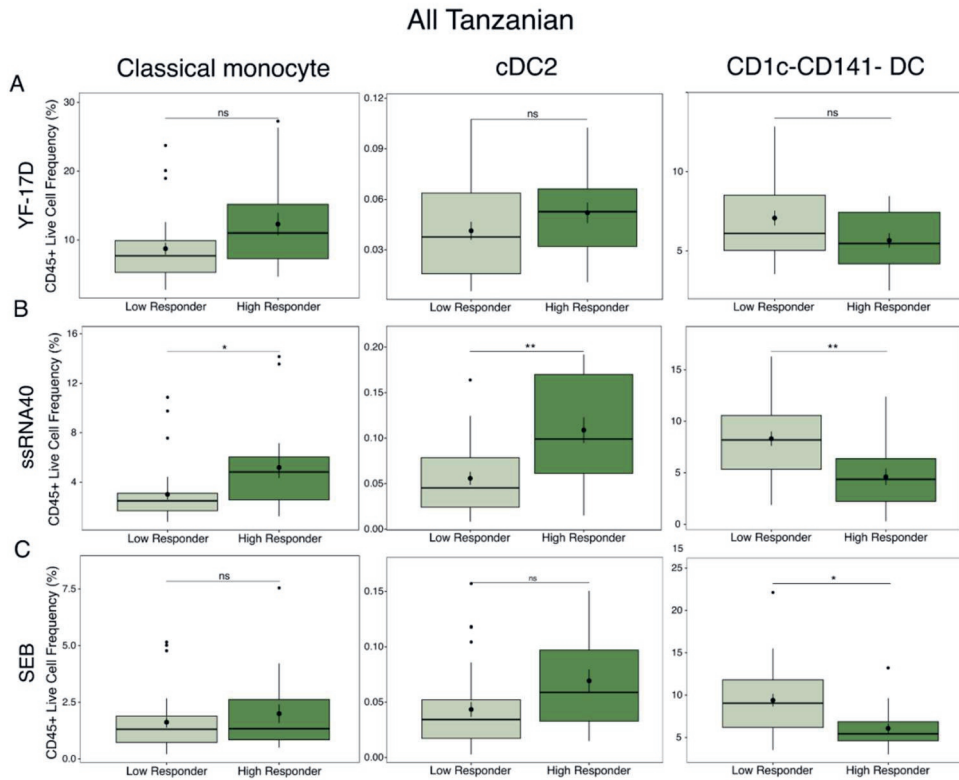 All Tanzanian
Classical monocyte cDC2 CD1c-CD141- DC
A
YF-17D
CD45+ Live Cell Frequency (%)
30
20
10
ns
Low Responder High Responder
0.12
0.09
0.06
0.03
0.00
ns
Low Responder High Responder
10
5
ns
Low Responder High Responder
B
ssRNA40
CD45+ Live Cell Frequency (%)
16
12
8
4
*
Low Responder High Responder
0.20
0.15
0.10
0.05
0.00
**
Low Responder High Responder
15
10
5
0
**
Low Responder High Responder
C
SEB
CD45+ Live Cell Frequency (%)
7.5
5.0
2.5
0.0
ns
Low Responder High Responder
0.15
0.10
0.05
0.00
ns
Low Responder High Responder
15
25
20
15
10
5
*
Low Responder High Responder